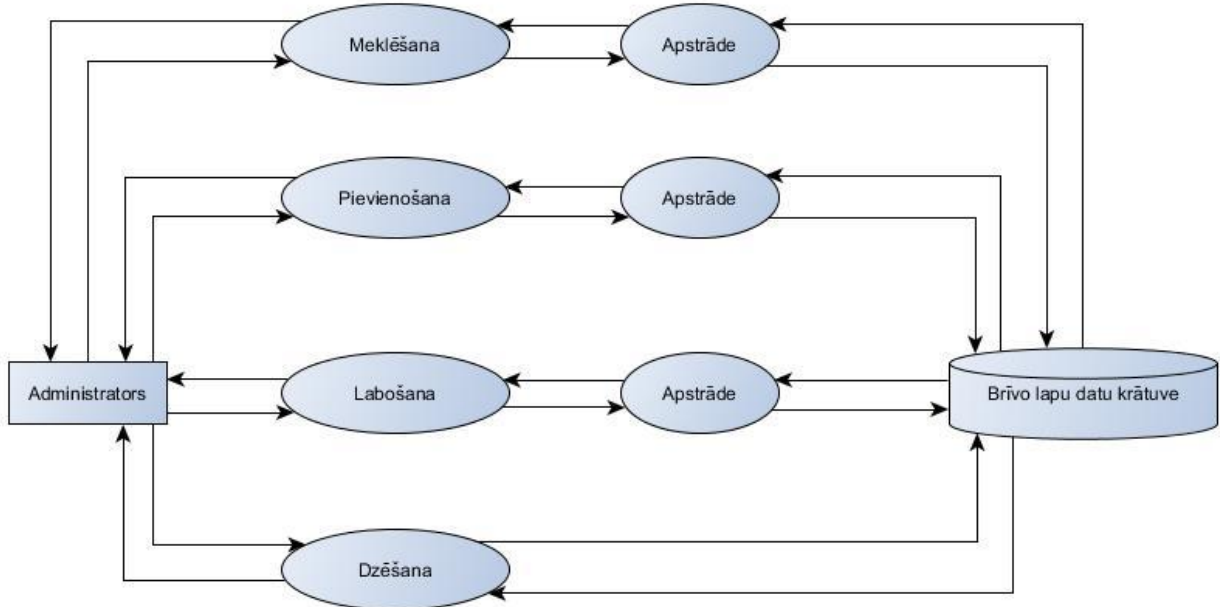 Meklēšana
Apstrāde
Pievienošana
Apstrāde
Administrators
Labošana
Apstrāde
Brīvo lapu datu krātuve
Dzēšana